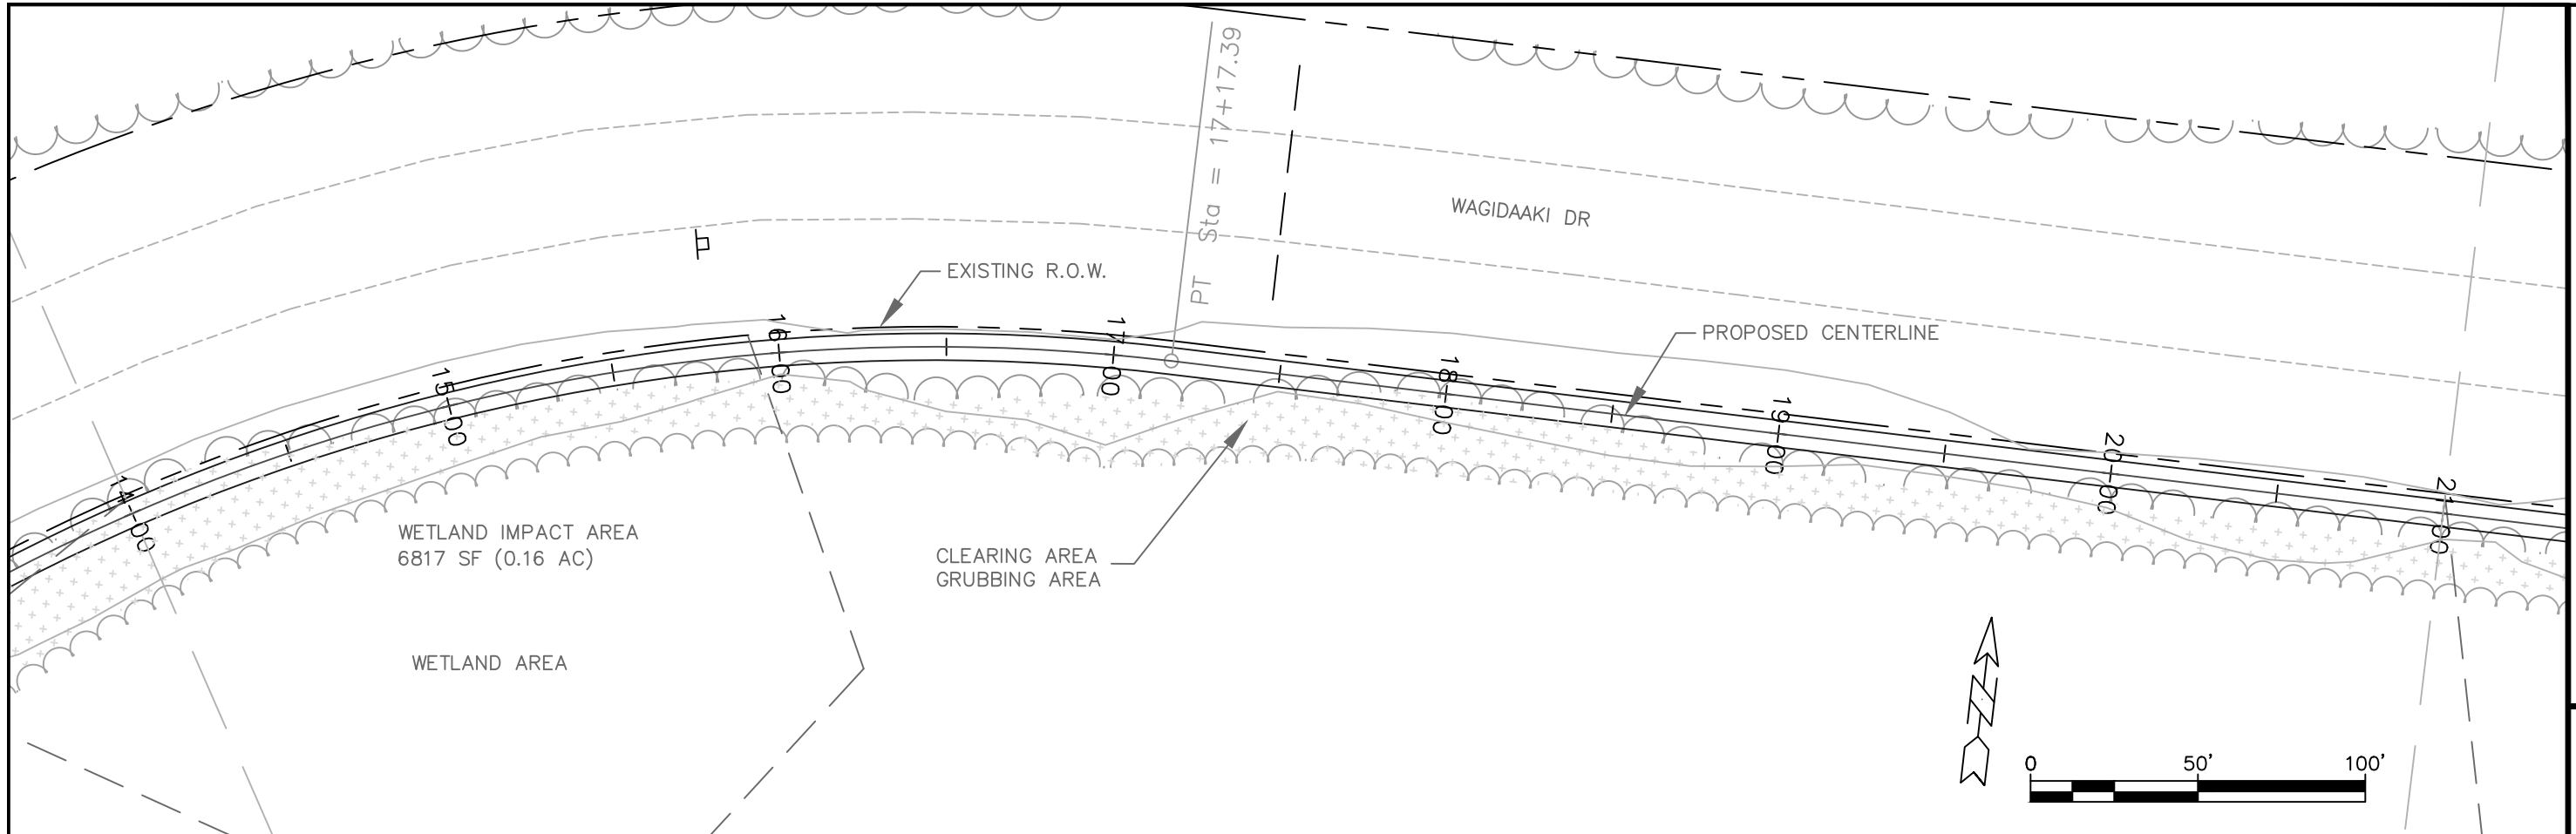 PT Sta = 17+17.39
WAGIDAAKI DR
EXISTING R.O.W.
PROPOSED CENTERLINE
14+00
15+00
16+00
17+00
18+00
19+00
20+00
21+00
WETLAND IMPACT AREA
6817 SF (0.16 AC)
CLEARING AREA
GRUBBING AREA
WETLAND AREA
0 50' 100'